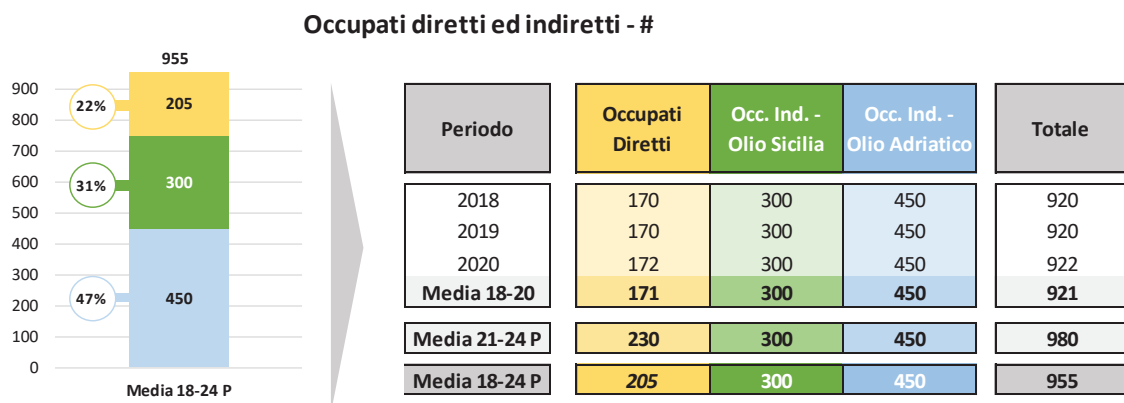 Occupati diretti ed indiretti - #
955
900
800
700
600
500
400
300
200
100
0
22%
205
31%
300
47%
450
Media 18-24 P
Periodo Occupati Diretti Occ. Ind. - Olio Sicilia Occ. Ind. - Olio Adriatico Totale
2018 170 300 450 920
2019 170 300 450 920
2020 172 300 450 922
Media 18-20 171 300 450 921
Media 21-24 P 230 300 450 980
Media 18-24 P 205 300 450 955